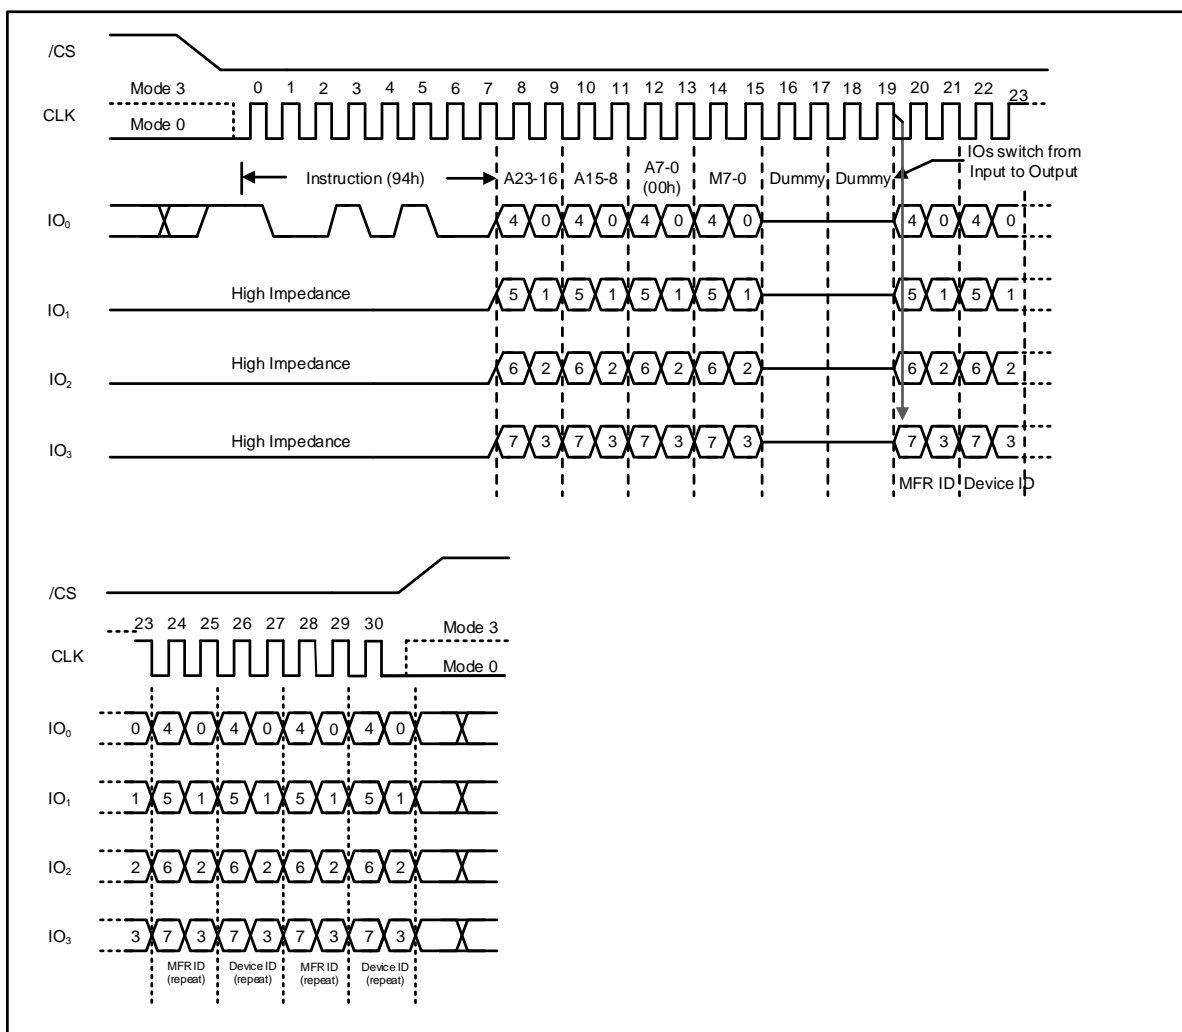 /CS
Mode 3 0 1 2 3 4 5 6 7 8 9 10 11 12 13 14 15 16 17 18 19 20 21 22 23
CLK
Mode 0
Instruction (94h) A23-16 A15-8 A7-0 (00h) M7-0 Dummy Dummy IOs switch from Input to Output
IO₀ 4 0 4 0 4 0 4 0 4 0 4 0
IO₁ High Impedance 5 1 5 1 5 1 5 1 5 1 5 1
IO₂ High Impedance 6 2 6 2 6 2 6 2 6 2 6 2
IO₃ High Impedance 7 3 7 3 7 3 7 3 7 3 7 3
MFR ID Device ID
/CS
23 24 25 26 27 28 29 30 Mode 3
CLK
Mode 0
IO₀ 0 4 0 4 0 4 0 4 0
IO₁ 1 5 1 5 1 5 1 5 1
IO₂ 2 6 2 6 2 6 2 6 2
IO₃ 3 7 3 7 3 7 3 7 3
MFR ID Device ID MFR ID Device ID
(repeat) (repeat) (repeat) (repeat)